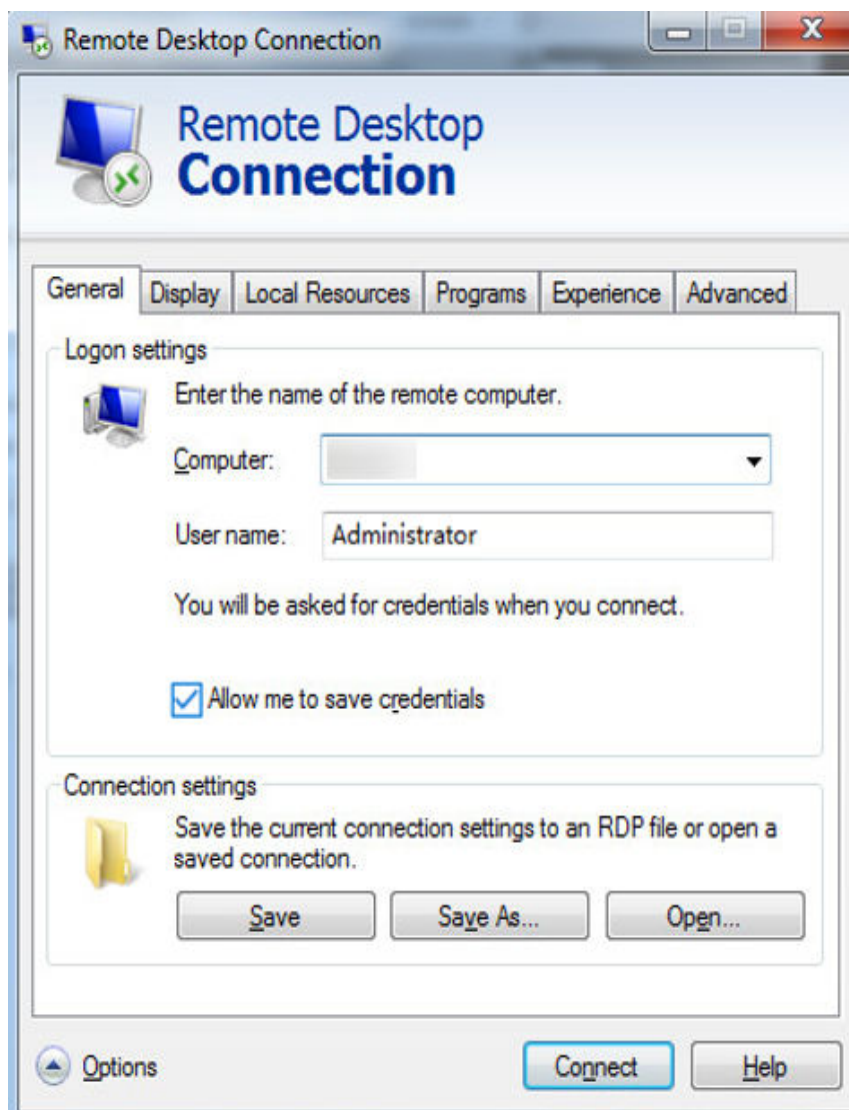 Remote Desktop Connection
Remote Desktop
Connection
General Display Local Resources Programs Experience Advanced
Logon settings
Enter the name of the remote computer.
Computer:
User name: Administrator
You will be asked for credentials when you connect.
Allow me to save credentials
Connection settings
Save the current connection settings to an RDP file or open a
saved connection.
Save Save As... Open...
Options Connect Help